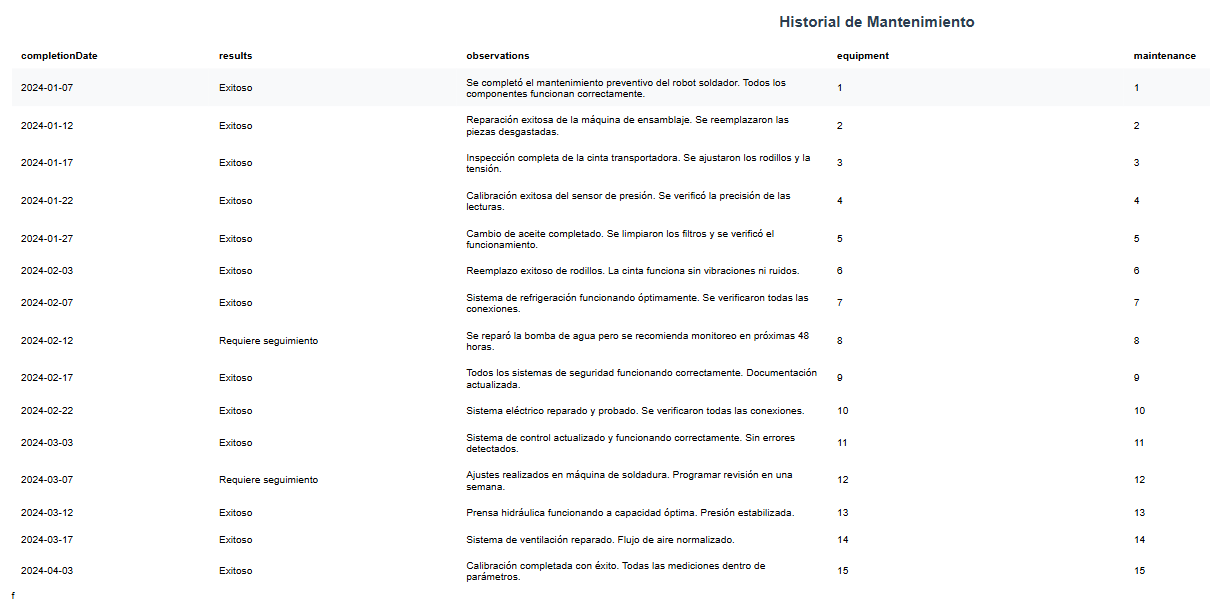 Historial de Mantenimiento
completionDate results observations equipment maintenance
2024-01-07 Exitoso Se completó el mantenimiento preventivo del robot soldador. Todos los 1 1
componentes funcionan correctamente.
2024-01-12 Exitoso Reparación exitosa de la máquina de ensamblaje. Se reemplazaron las 2 2
piezas desgastadas.
2024-01-17 Exitoso Inspección completa de la cinta transportadora. Se ajustaron los rodillos y la 3 3
tensión.
2024-01-22 Exitoso Calibración exitosa del sensor de presión. Se verificó la precisión de las 4 4
lecturas.
2024-01-27 Exitoso Cambio de aceite completado. Se limpiaron los filtros y se verificó el 5 5
funcionamiento.
2024-02-03 Exitoso Reemplazo exitoso de rodillos. La cinta funciona sin vibraciones ni ruidos. 6 6
2024-02-07 Exitoso Sistema de refrigeración funcionando óptimamente. Se verificaron todas las 7 7
conexiones.
2024-02-12 Requiere seguimiento Se reparó la bomba de agua pero se recomienda monitoreo en próximas 48 8 8
horas.
2024-02-17 Exitoso Todos los sistemas de seguridad funcionando correctamente. Documentación 9 9
actualizada.
2024-02-22 Exitoso Sistema eléctrico reparado y probado. Se verificaron todas las conexiones. 10 10
2024-03-03 Exitoso Sistema de control actualizado y funcionando correctamente. Sin errores 11 11
detectados.
2024-03-07 Requiere seguimiento Ajustes realizados en máquina de soldadura. Programar revisión en una 12 12
semana.
2024-03-12 Exitoso Prensa hidráulica funcionando a capacidad óptima. Presión estabilizada. 13 13
2024-03-17 Exitoso Sistema de ventilación reparado. Flujo de aire normalizado. 14 14
2024-04-03 Exitoso Calibración completada con éxito. Todas las mediciones dentro de 15 15
parámetros.
f